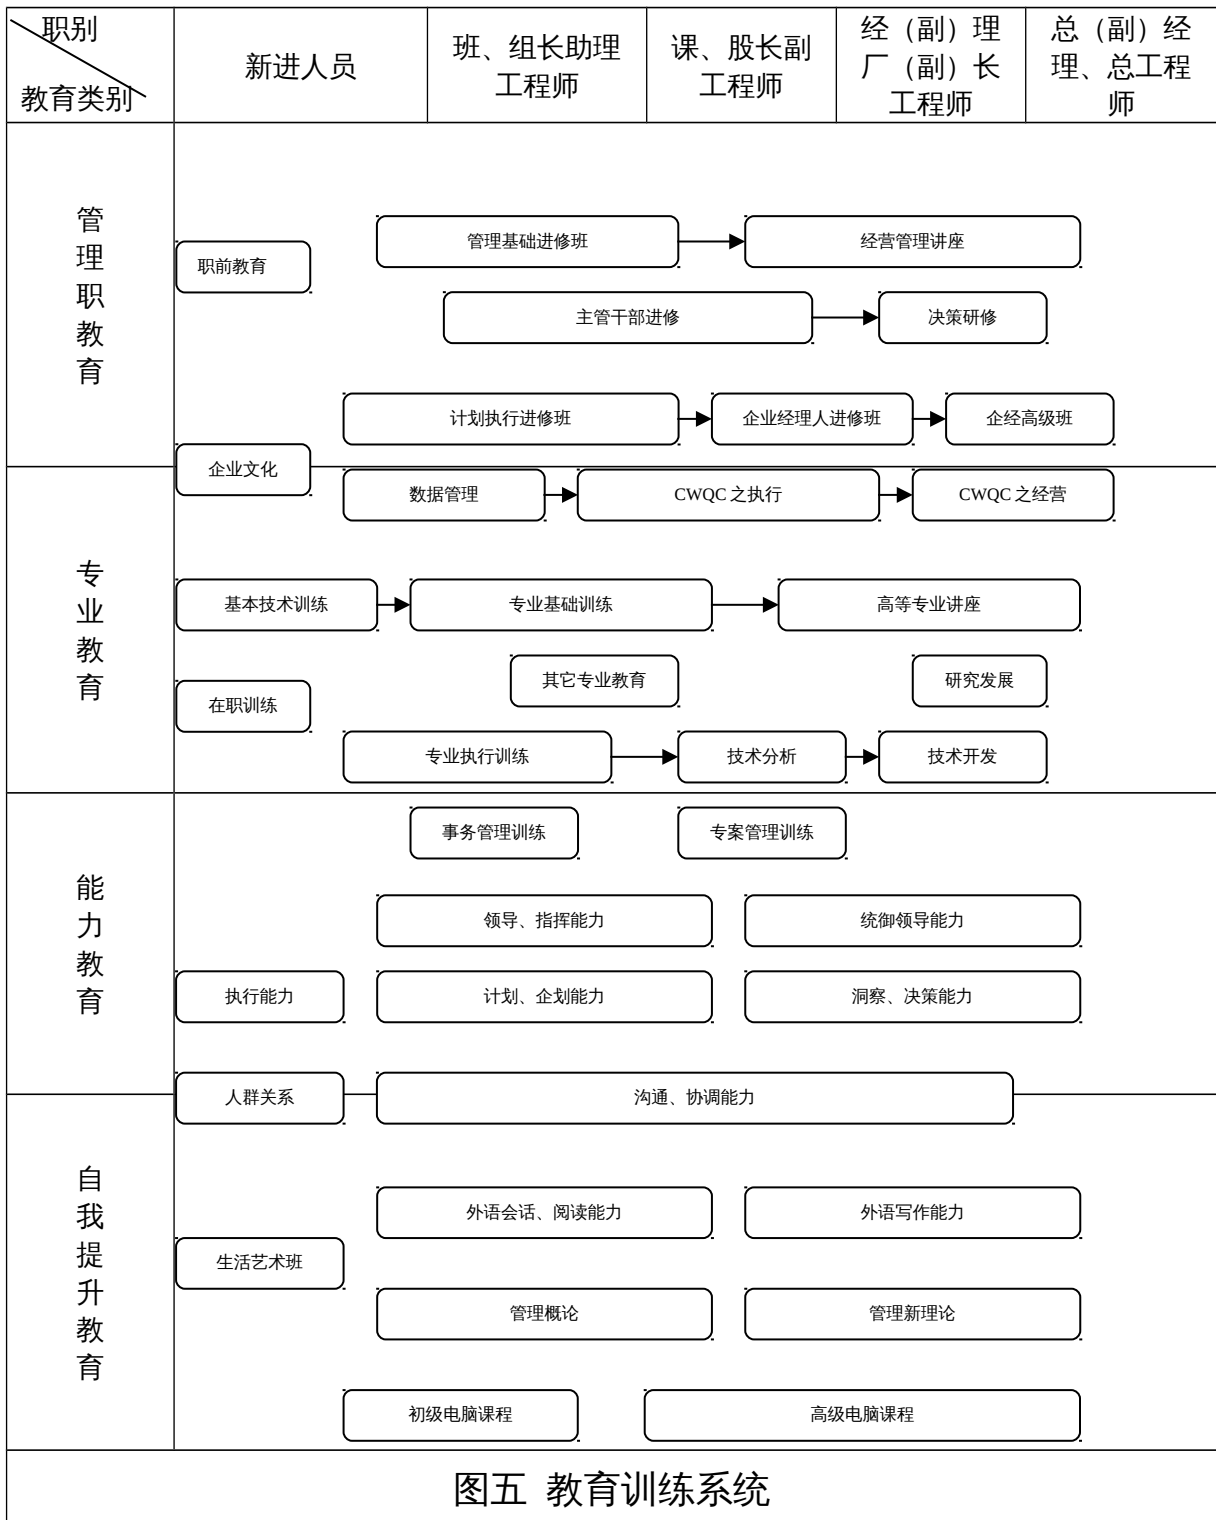 职别
教育类别
新进人员
班、组长助理
工程师
课、股长副
工程师
经（副）理
厂（副）长
工程师
总（副）经
理、总工程
师
管
理
职
教
育
管理基础进修班
经营管理讲座
职前教育
主管干部进修
决策研修
计划执行进修班
企业经理人进修班
企经高级班
企业文化
数据管理
CWQC 之执行
CWQC 之经营
专
业
教
育
基本技术训练
专业基础训练
高等专业讲座
其它专业教育
研究发展
在职训练
专业执行训练
技术分析
技术开发
能
力
教
育
事务管理训练
专案管理训练
领导、指挥能力
统御领导能力
执行能力
计划、企划能力
洞察、决策能力
人群关系
沟通、协调能力
自
我
提
升
教
育
外语会话、阅读能力
外语写作能力
生活艺术班
管理概论
管理新理论
初级电脑课程
高级电脑课程
图五 教育训练系统